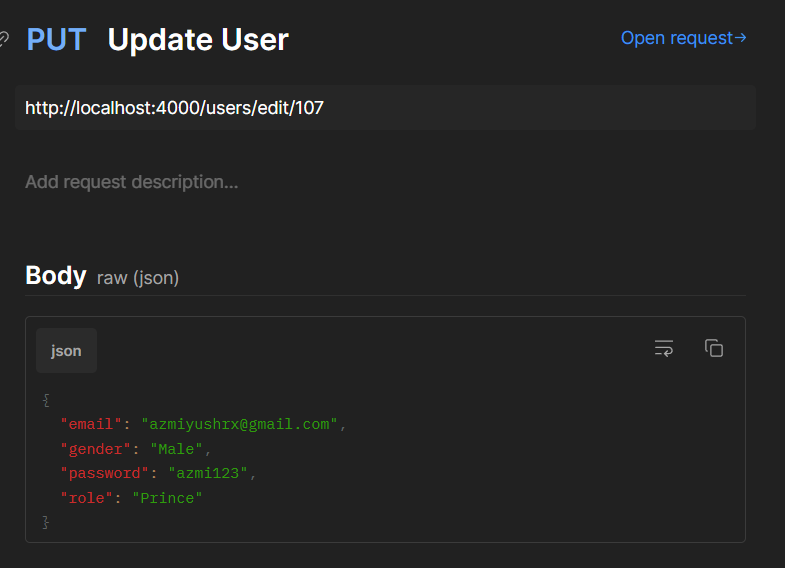 PUT Update User
Open request→
http://localhost:4000/users/edit/107
Add request description...
Body raw (json)
json
{
"email": "azmiyushrx@gmail.com",
"gender": "Male",
"password": "azmi123",
"role": "Prince"
}